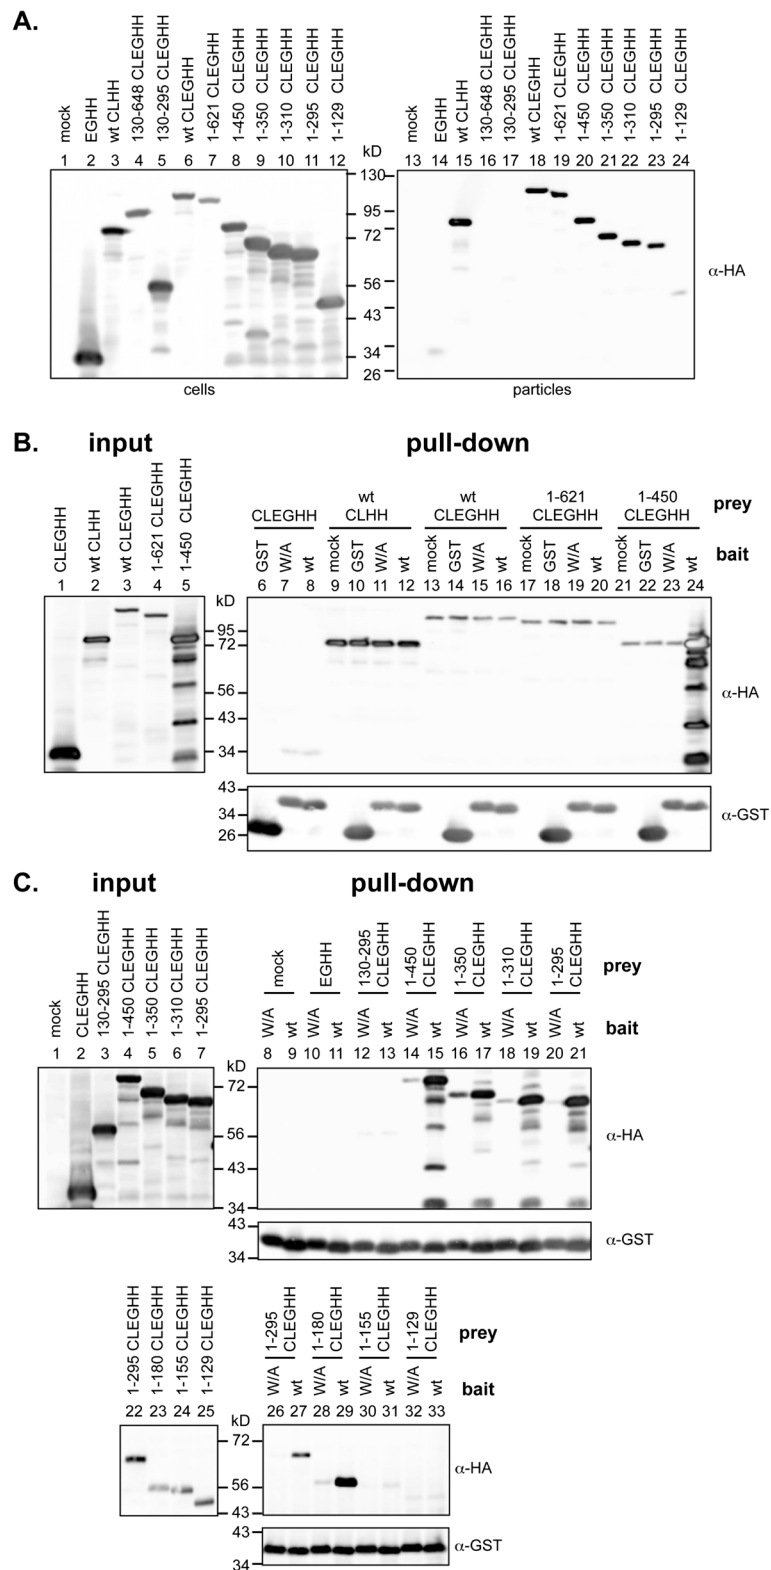 A.
mock EGHH wt CLHH 130-648 CLEGHH 130-295 CLEGHH wt CLEGHH 1-621 CLEGHH 1-450 CLEGHH 1-350 CLEGHH 1-310 CLEGHH 1-295 CLEGHH 1-129 CLEGHH
mock EGHH wt CLHH 130-648 CLEGHH 130-295 CLEGHH wt CLEGHH 1-621 CLEGHH 1-450 CLEGHH 1-350 CLEGHH 1-310 CLEGHH 1-295 CLEGHH 1-129 CLEGHH
1 2 3 4 5 6 7 8 9 10 11 12 kD 13 14 15 16 17 18 19 20 21 22 23 24
130
95
72
56
43
34
26
α-HA
cells particles
B. input pull-down
CLEGHH wt CLHH wt CLEGHH 1-621 CLEGHH 1-450 CLEGHH
CLEGHH wt CLHH wt CLEGHH 1-621 CLEGHH 1-450 CLEGHH prey
GST W/A wt mock GST W/A wt mock GST W/A wt mock GST W/A wt mock GST W/A wt bait
1 2 3 4 5 6 7 8 9 10 11 12 13 14 15 16 17 18 19 20 21 22 23 24
kD
95
72
56
43
34
α-HA
43
34
26
α-GST
C. input pull-down
mock CLEGHH 130-295 CLEGHH 1-450 CLEGHH 1-350 CLEGHH 1-310 CLEGHH 1-295 CLEGHH
mock EGHH 130-295 CLEGHH 1-450 CLEGHH 1-350 CLEGHH 1-310 CLEGHH 1-295 CLEGHH prey
W/A wt W/A wt W/A wt W/A wt W/A wt W/A wt W/A wt bait
1 2 3 4 5 6 7 8 9 10 11 12 13 14 15 16 17 18 19 20 21
kD
72
56
43
34
α-HA
43
34
α-GST
1-295 CLEGHH 1-180 CLEGHH 1-155 CLEGHH 1-129 CLEGHH
1-295 CLEGHH 1-180 CLEGHH 1-155 CLEGHH 1-129 CLEGHH prey
W/A wt W/A wt W/A wt W/A wt bait
22 23 24 25 26 27 28 29 30 31 32 33
kD
72
56
43
α-HA
43
34
α-GST